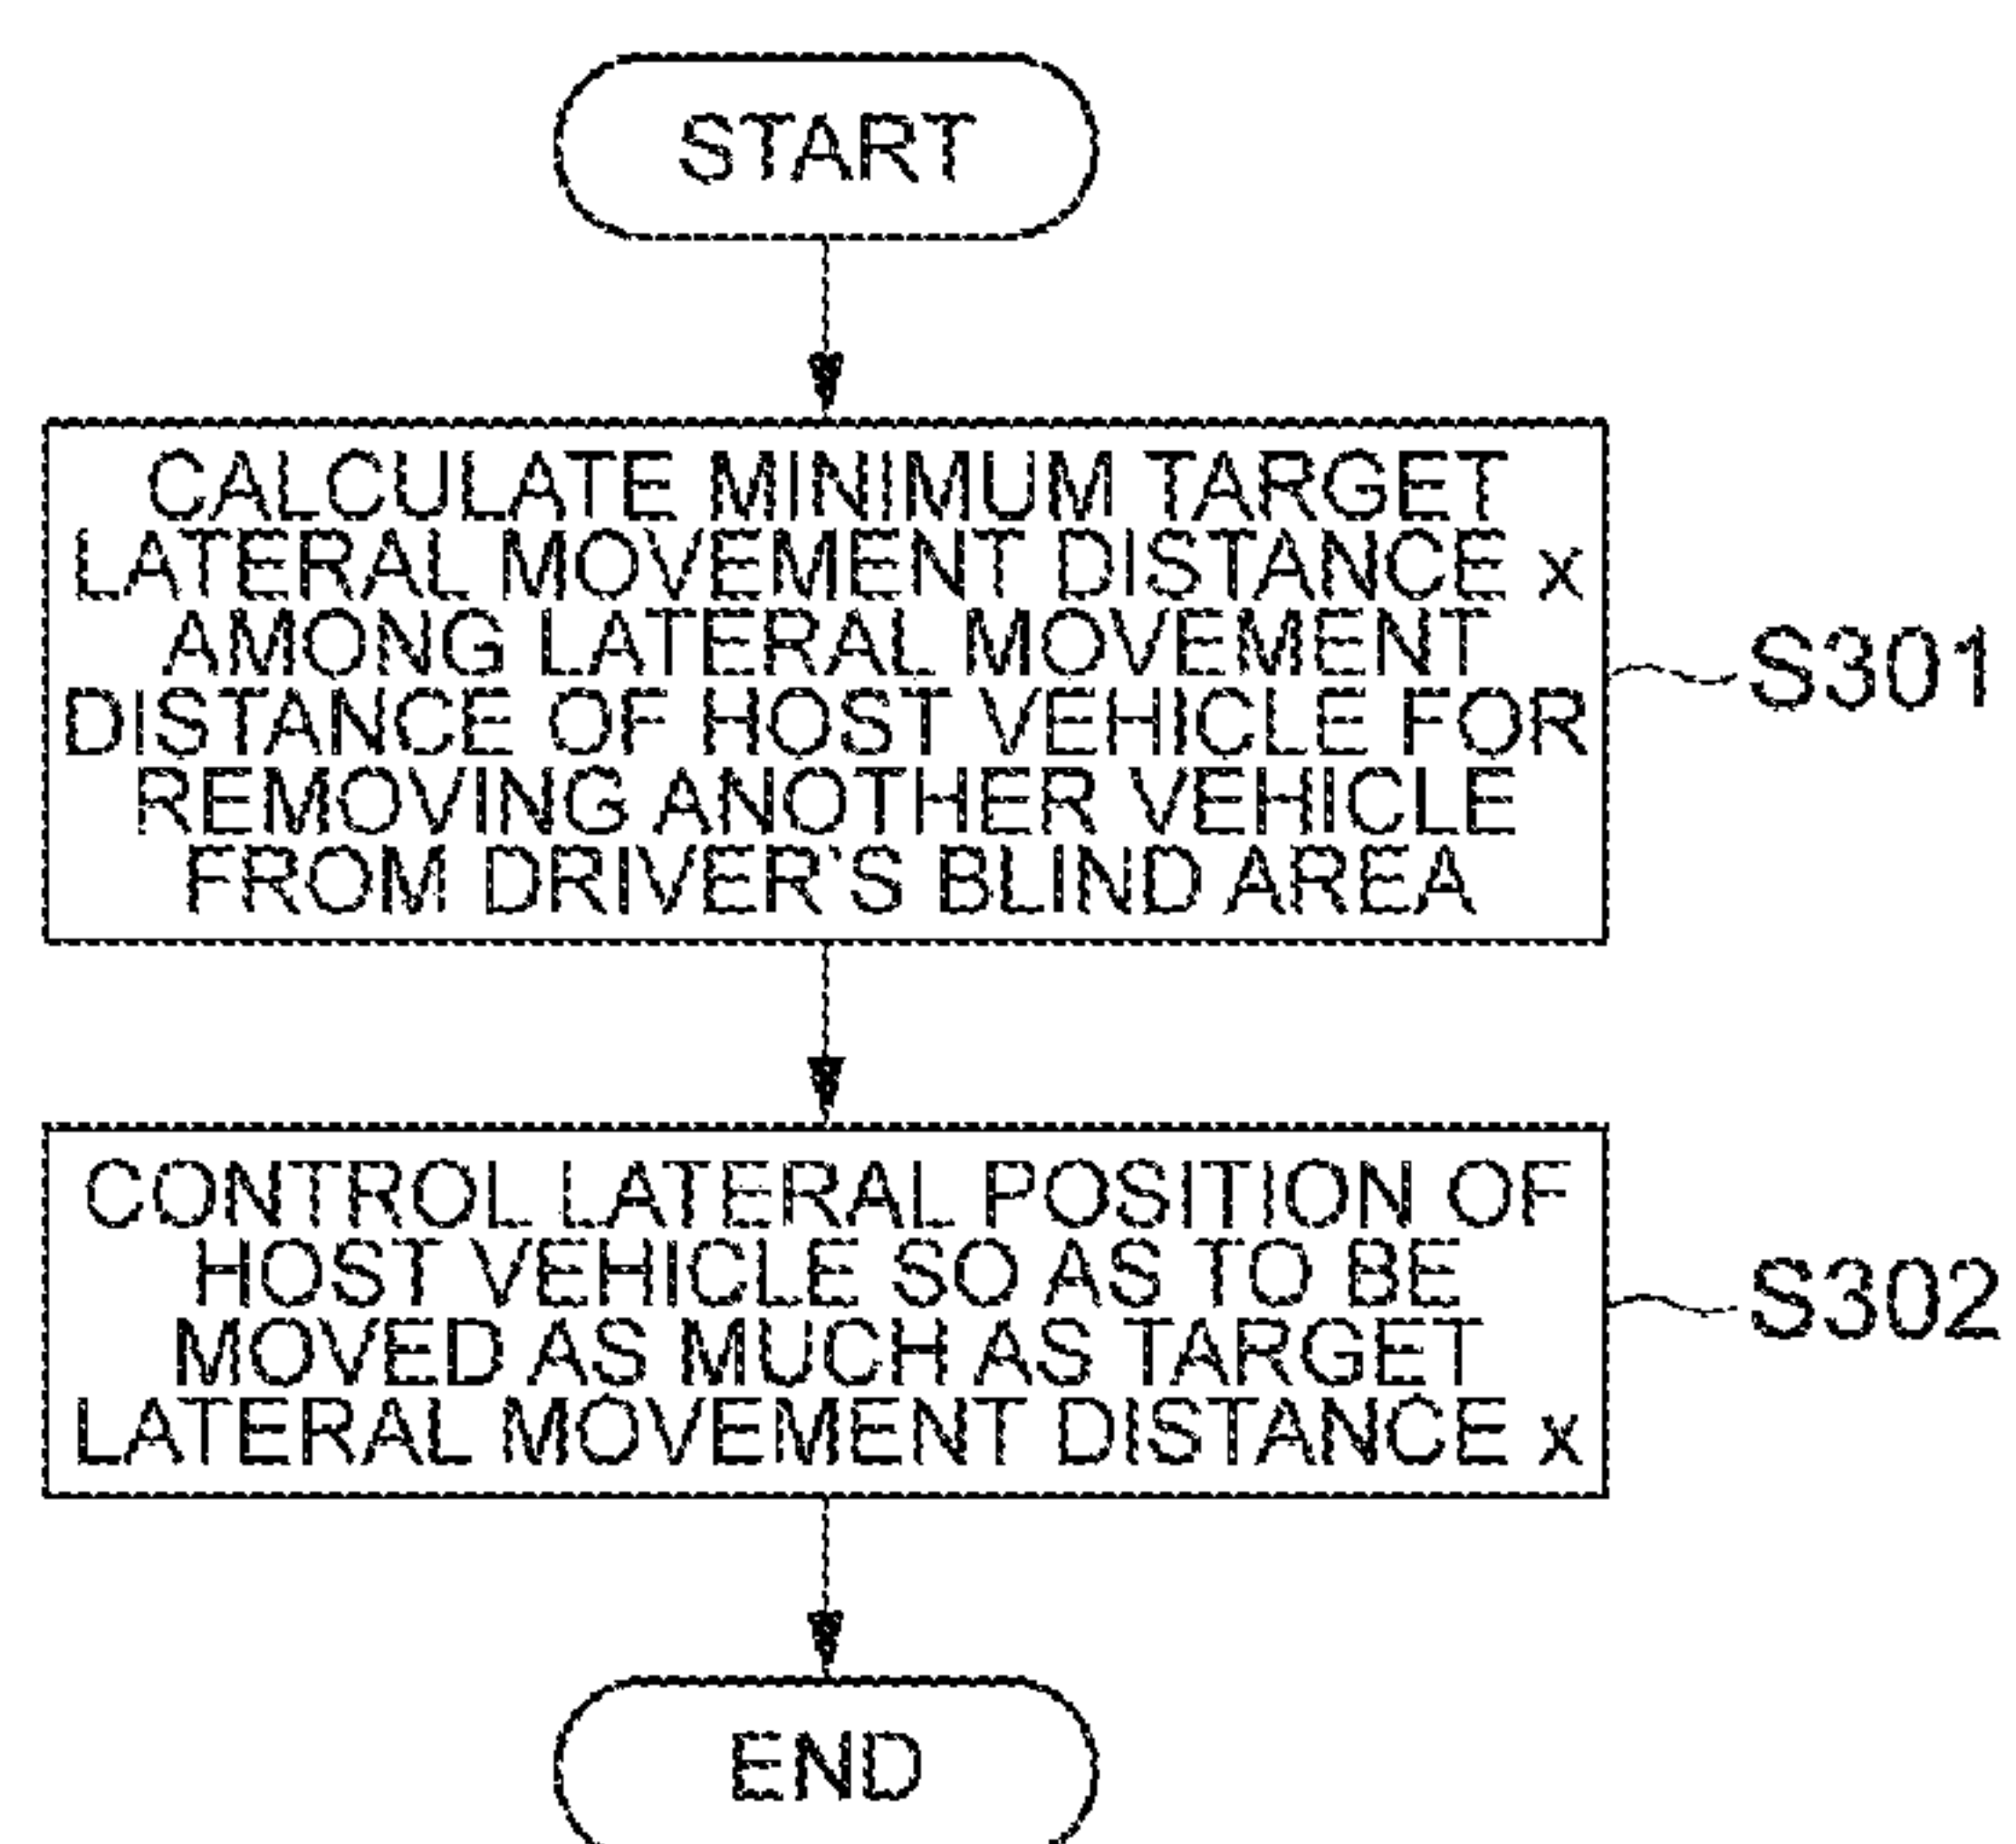 START
CALCULATE MINIMUM TARGET
LATERAL MOVEMENT DISTANCE x
AMONG LATERAL MOVEMENT
DISTANCE OF HOST VEHICLE FOR
REMOVING ANOTHER VEHICLE
FROM DRIVER'S BLIND AREA
S301
CONTROL LATERAL POSITION OF
HOST VEHICLE SO AS TO BE
MOVED AS MUCH AS TARGET
LATERAL MOVEMENT DISTANCE x
S302
END